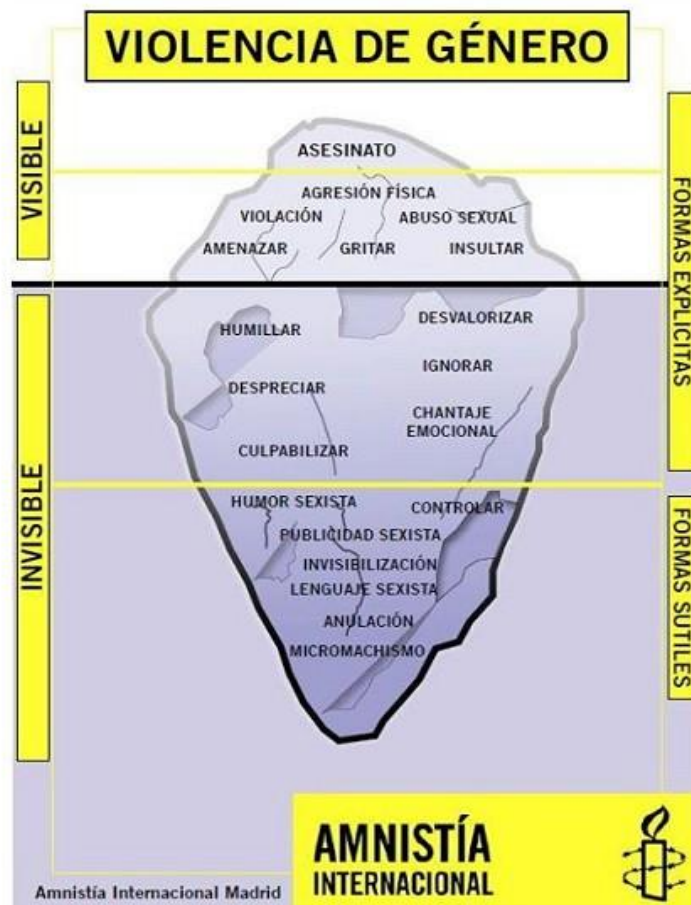 VIOLENCIA DE GÉNERO
VISIBLE
ASESINATO
AGRESIÓN FÍSICA
VIOLACIÓN
ABUSO SEXUAL
AMENAZAR
GRITAR
INSULTAR
FORMAS EXPLICITAS
INVISIBLE
HUMILLAR
DESVALORIZAR
IGNORAR
DESPRECIAR
CHANTAJE
EMOCIONAL
CULPABILIZAR
HUMOR SEXISTA
CONTROLAR
PUBLICIDAD SEXISTA
INVISIBILIZACIÓN
LENGUAJE SEXISTA
ANULACIÓN
MICROMACHISMO
FORMAS SUTILES
AMNISTÍA
INTERNACIONAL
Amnistía Internacional Madrid